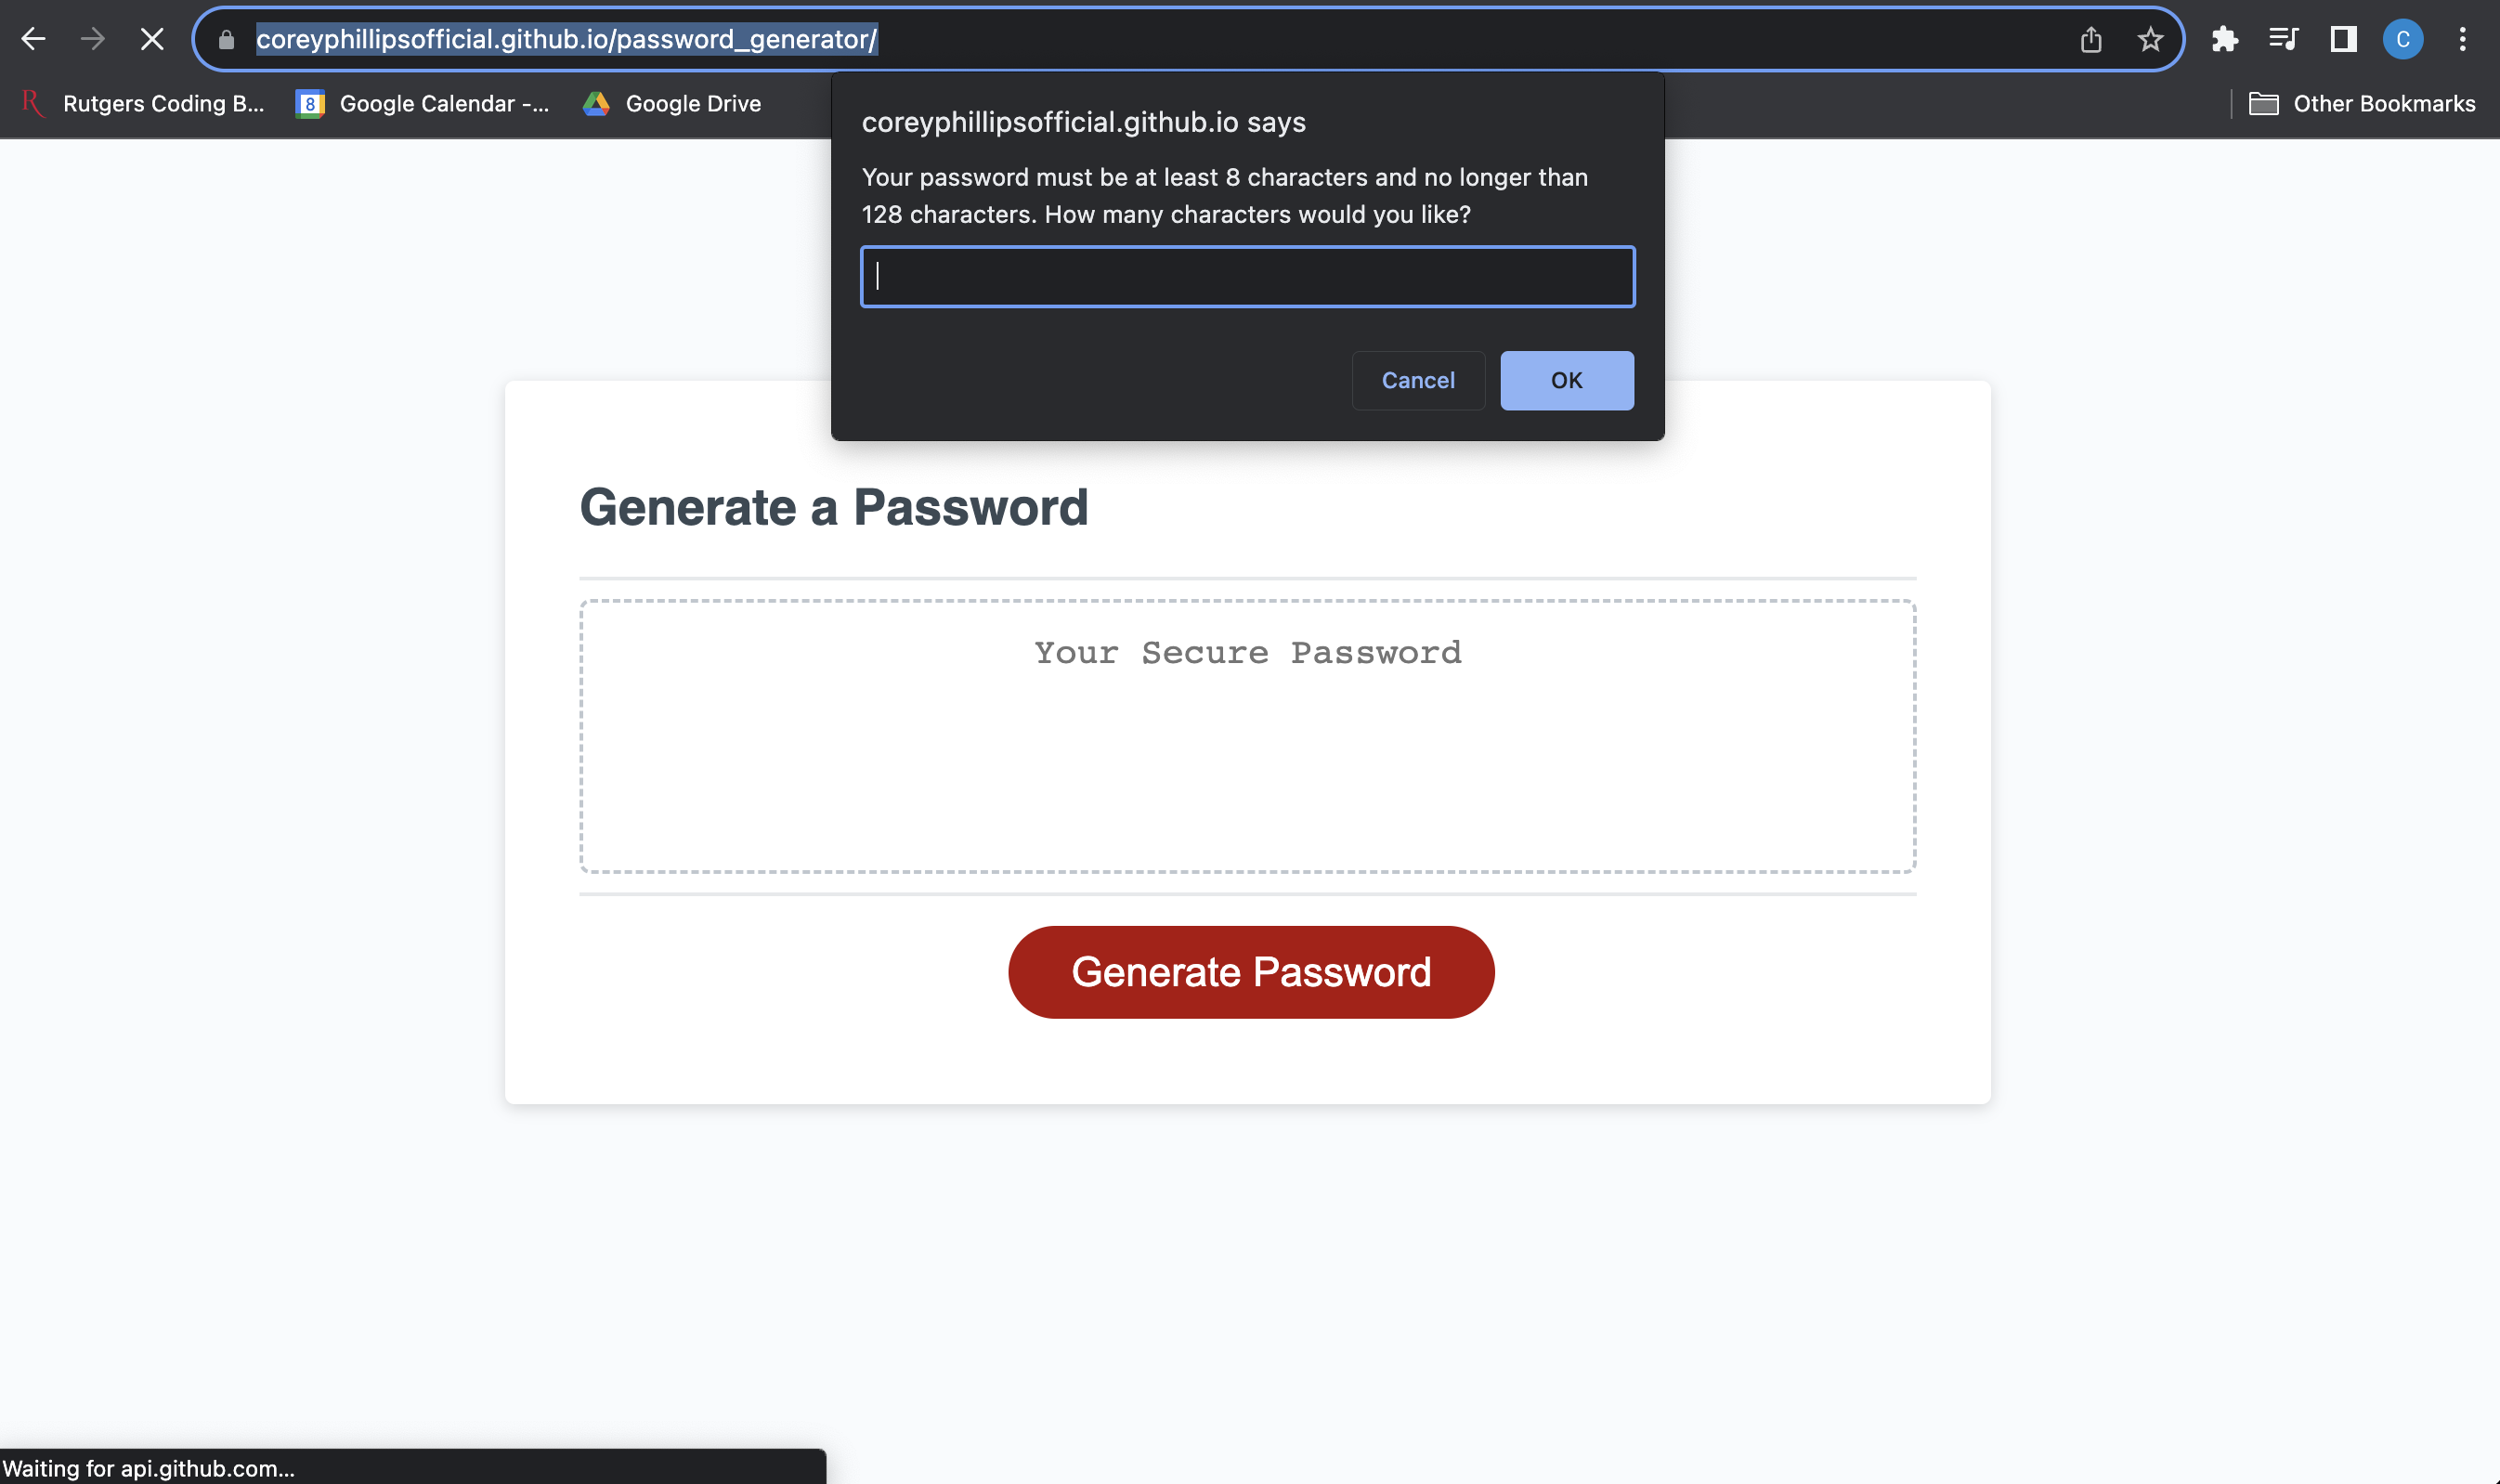 coreyphillipsofficial.github.io/password_generator/
C
Rutgers Coding B...
8
Google Calendar -...
Google Drive
Other Bookmarks
coreyphillipsofficial.github.io says
Your password must be at least 8 characters and no longer than
128 characters. How many characters would you like?
Cancel
OK
Generate a Password
Your Secure Password
Generate Password
Waiting for api.github.com...